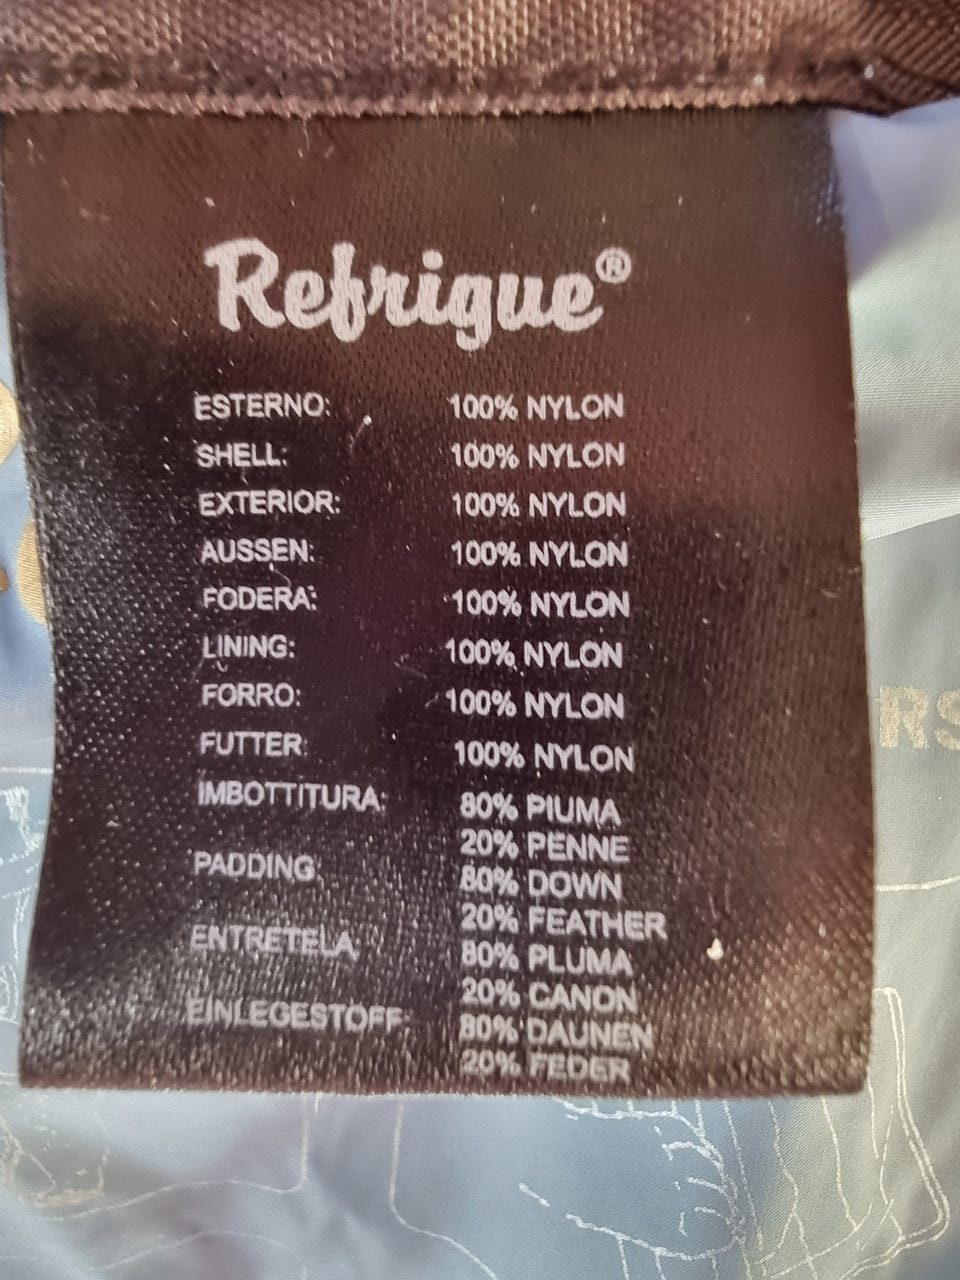 Refrigue®
ESTERNO: 100% NYLON
SHELL: 100% NYLON
EXTERIOR: 100% NYLON
AUSSEN: 100% NYLON
FODERA: 100% NYLON
LINING: 100% NYLON
FORRO: 100% NYLON
FUTTER: 100% NYLON
IMBOTTITURA: 80% PIUMA
20% PENNE
PADDING: 80% DOWN
20% FEATHER
ENTRETELA: 80% PLUMA
20% CANON
EINLEGESTOFF: 80% DAUNEN
20% FEDER
RS